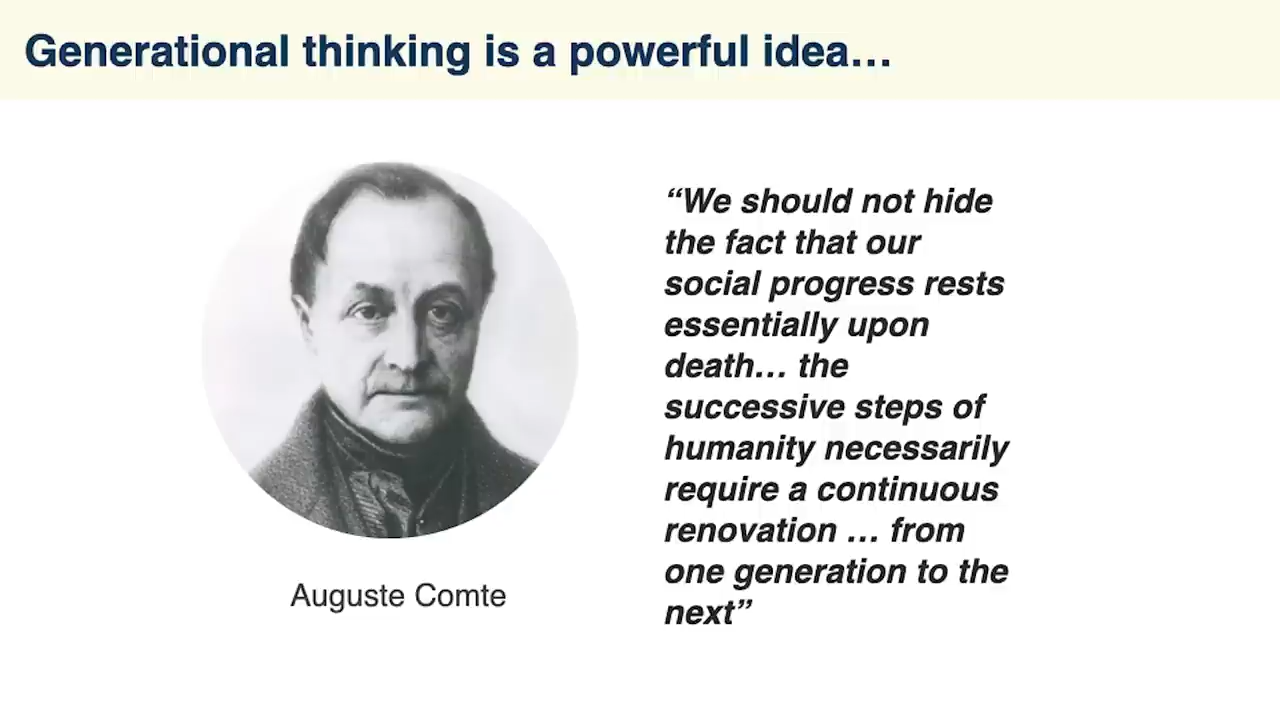 Generational thinking is a powerful idea…
“We should not hide
the fact that our
social progress rests
essentially upon
death… the
successive steps of
humanity necessarily
require a continuous
renovation … from
one generation to the
next”
Auguste Comte